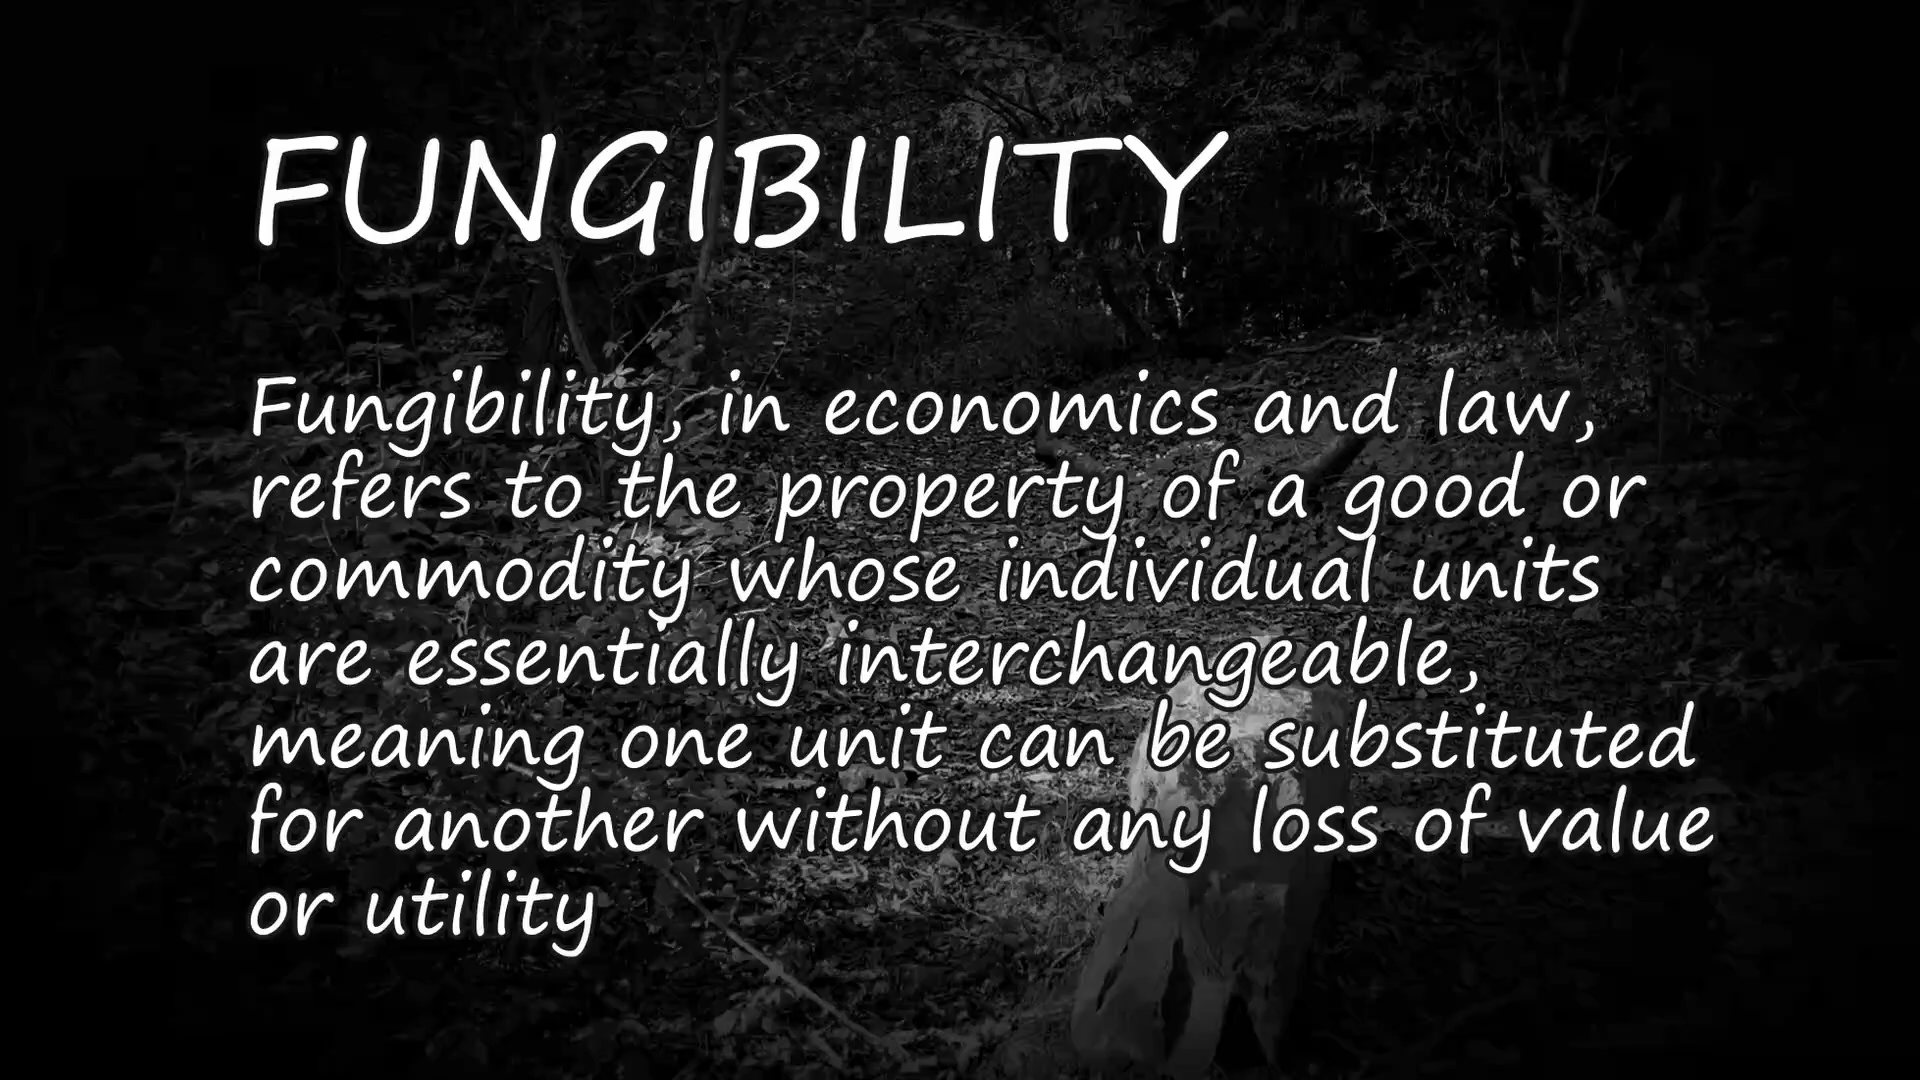 FUNGIBILITY
Fungibility, in economics and law,
refers to the property of a good or
commodity whose individual units
are essentially interchangeable,
meaning one unit can be substituted
for another without any loss of value
or utility